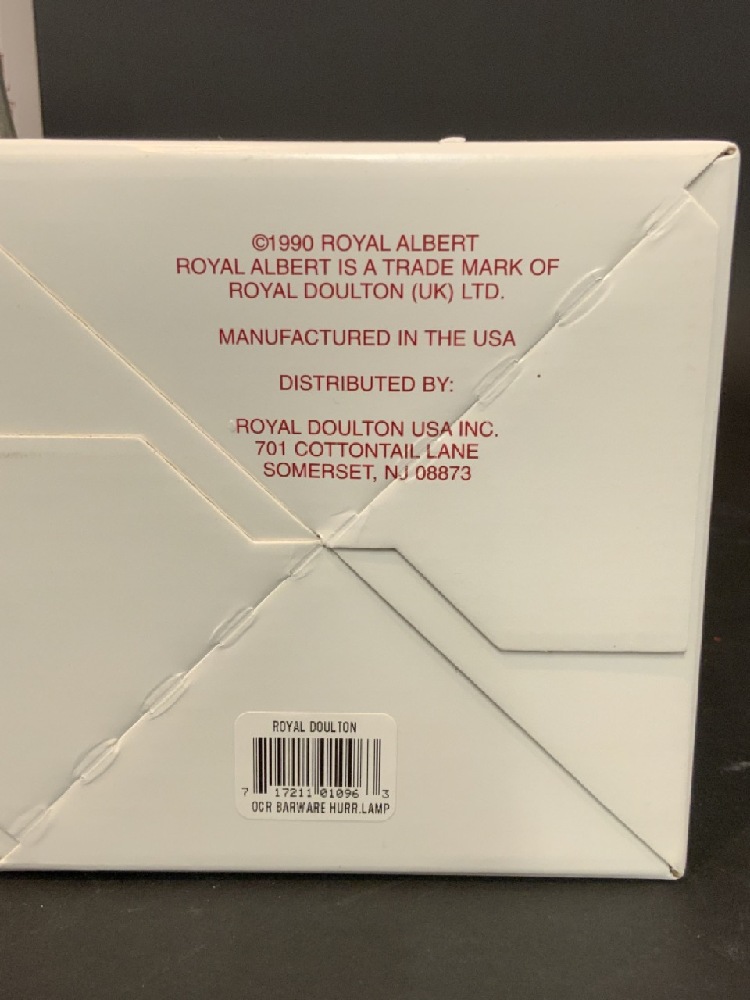 ©1990 ROYAL ALBERT
ROYAL ALBERT IS A TRADE MARK OF
ROYAL DOULTON (UK) LTD.
MANUFACTURED IN THE USA
DISTRIBUTED BY:
ROYAL DOULTON USA INC.
701 COTTONTAIL LANE
SOMERSET, NJ 08873
ROYAL DOULTON
7 17211 01096 3
OCR BARWARE HURR.LAMP